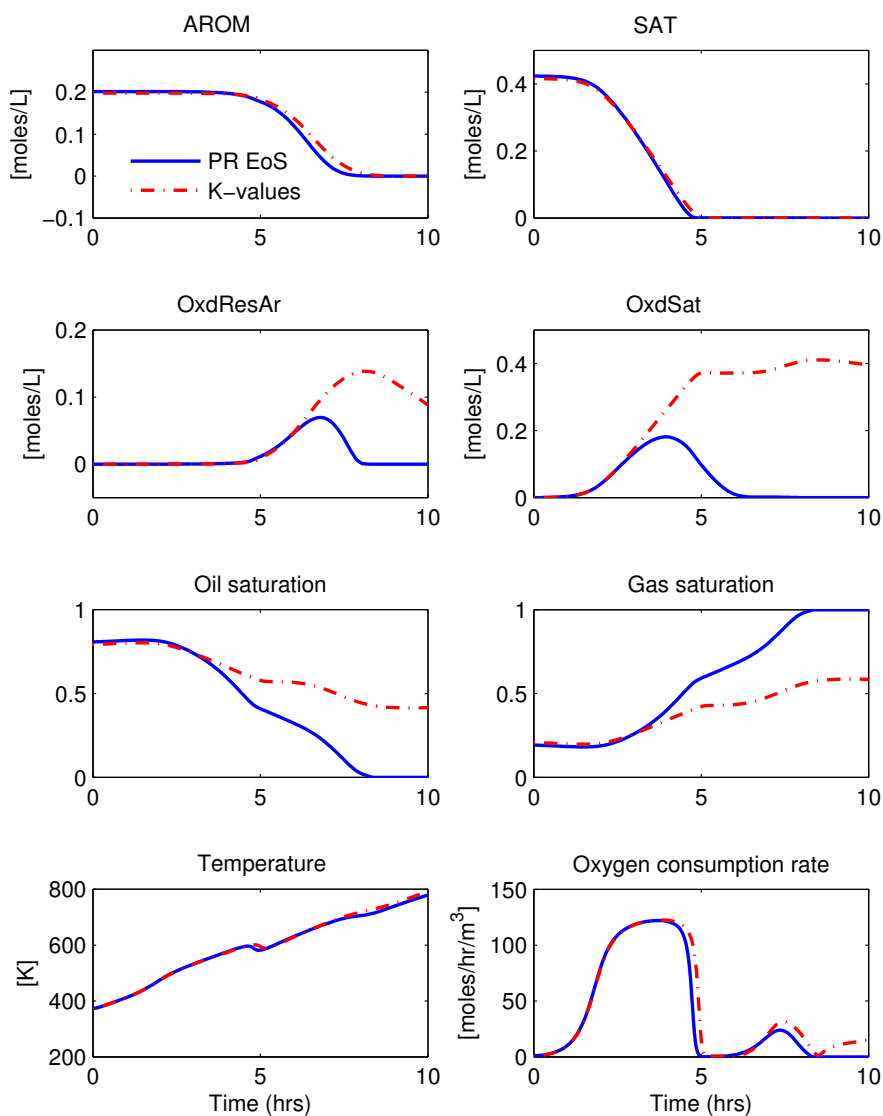 AROM
SAT
[moles/L]
0.2
0.1
0
−0.1
PR EoS
K−values
0
5
10
0.4
0.2
0
0
5
10
[moles/L]
OxdResAr
OxdSat
[moles/L]
0.2
0.1
0
0
5
10
[moles/L]
0.4
0.2
0
0
5
10
Oil saturation
Gas saturation
1
0.5
0
0
5
10
1
0.5
0
0
5
10
Temperature
Oxygen consumption rate
[K]
800
600
400
200
0
5
10
Time (hrs)
[moles/hr/m³]
150
100
50
0
0
5
10
Time (hrs)